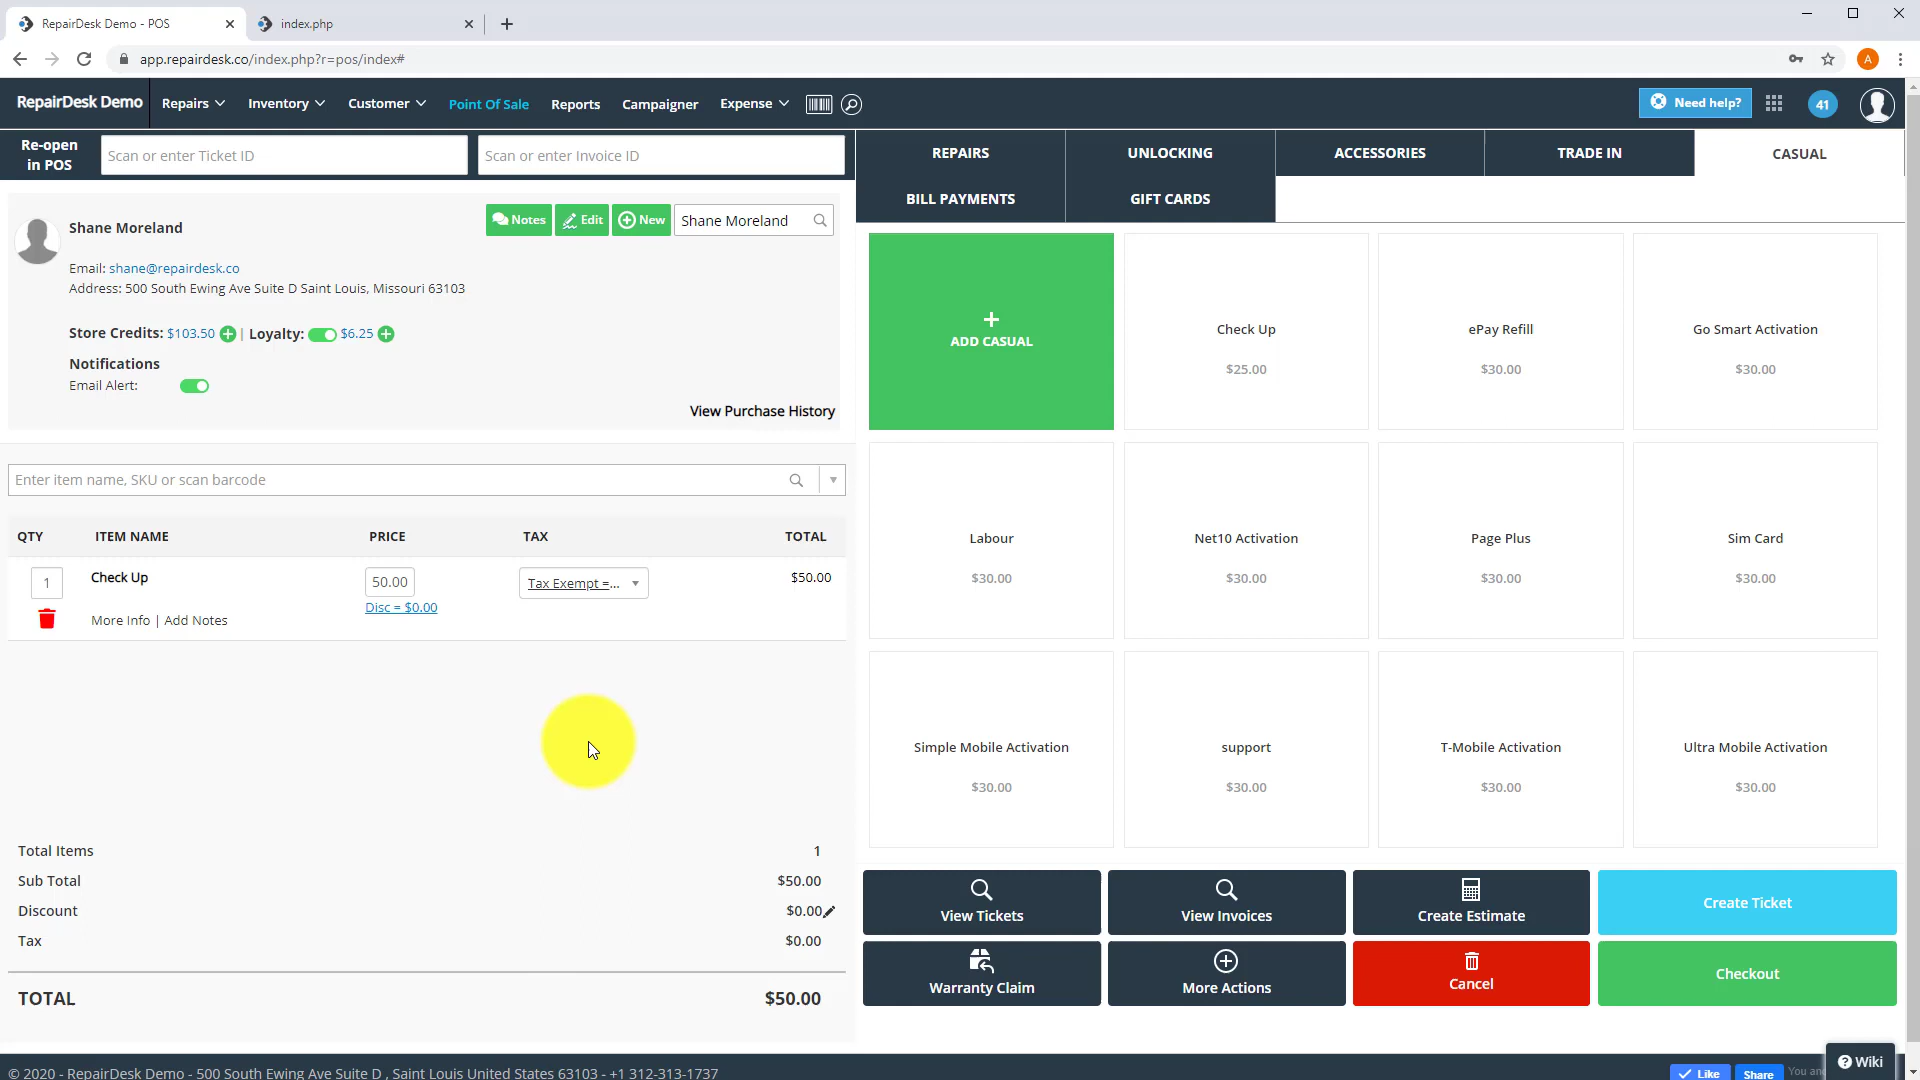 RepairDesk Demo - POS
index.php
app.repairdesk.co/index.php?r=pos/index#
A
RepairDesk Demo
Repairs
Inventory
Customer
Point Of Sale
Reports
Campaigner
Expense
Need help?
41
Re-open
in POS
Scan or enter Ticket ID
Scan or enter Invoice ID
REPAIRS
UNLOCKING
ACCESSORIES
TRADE IN
CASUAL
BILL PAYMENTS
GIFT CARDS
Shane Moreland
Notes
Edit
New
Shane Moreland
Email: shane@repairdesk.co
Address: 500 South Ewing Ave Suite D Saint Louis, Missouri 63103
Store Credits: $103.50 | Loyalty: $6.25
Notifications
Email Alert:
View Purchase History
Enter item name, SKU or scan barcode
QTY ITEM NAME PRICE TAX TOTAL
1 Check Up 50.00 Tax Exempt =... $50.00
Disc = $0.00
More Info | Add Notes
Total Items 1
Sub Total $50.00
Discount $0.00
Tax $0.00
TOTAL $50.00
ADD CASUAL
Check Up
$25.00
ePay Refill
$30.00
Go Smart Activation
$30.00
Labour
$30.00
Net10 Activation
$30.00
Page Plus
$30.00
Sim Card
$30.00
Simple Mobile Activation
$30.00
support
$30.00
T-Mobile Activation
$30.00
Ultra Mobile Activation
$30.00
View Tickets
View Invoices
Create Estimate
Create Ticket
Warranty Claim
More Actions
Cancel
Checkout
© 2020 - RepairDesk Demo - 500 South Ewing Ave Suite D , Saint Louis United States 63103 - +1 312-313-1737
Like
Share
You and
Wiki